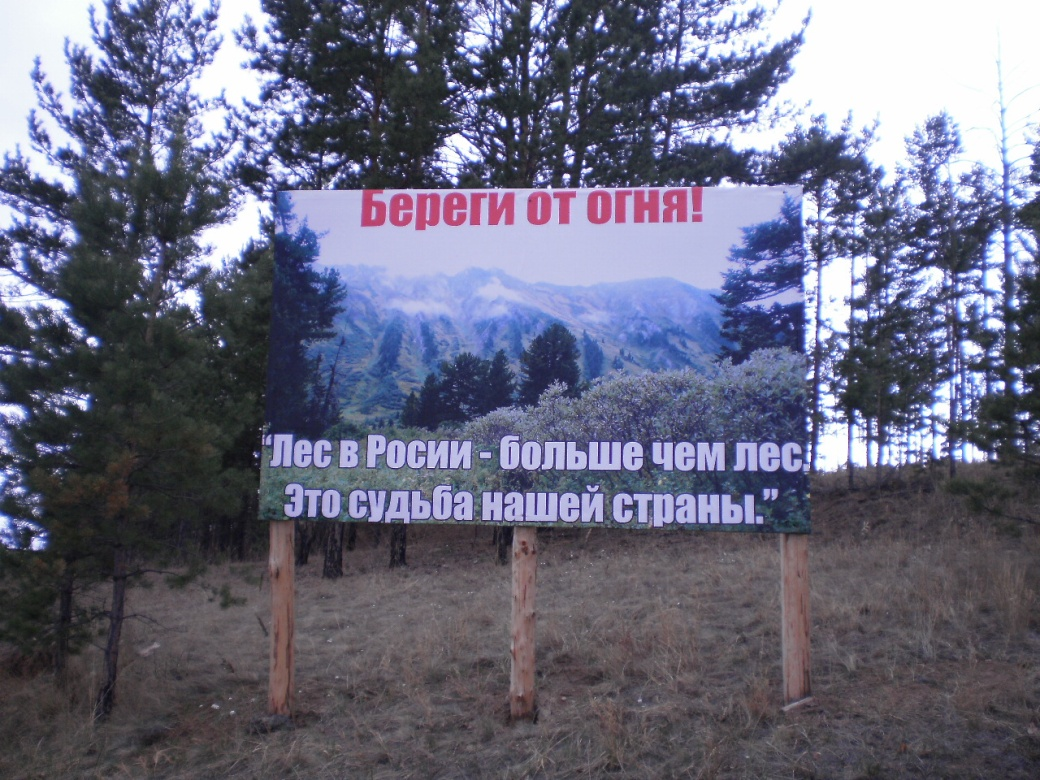 Береги от огня!
"Лес в Росии - больше чем лес.
Это судьба нашей страны."